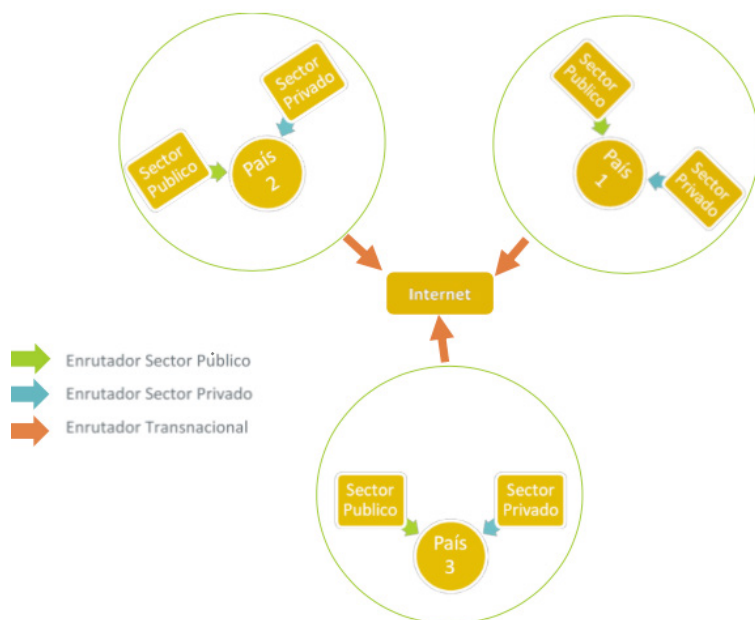 Sector
Privado
Sector
Publico
País
2
Sector
Publico
País
1
Sector
Privado
Internet
Enrutador Sector Público
Enrutador Sector Privado
Enrutador Transnacional
Sector
Publico
Sector
Privado
País
3